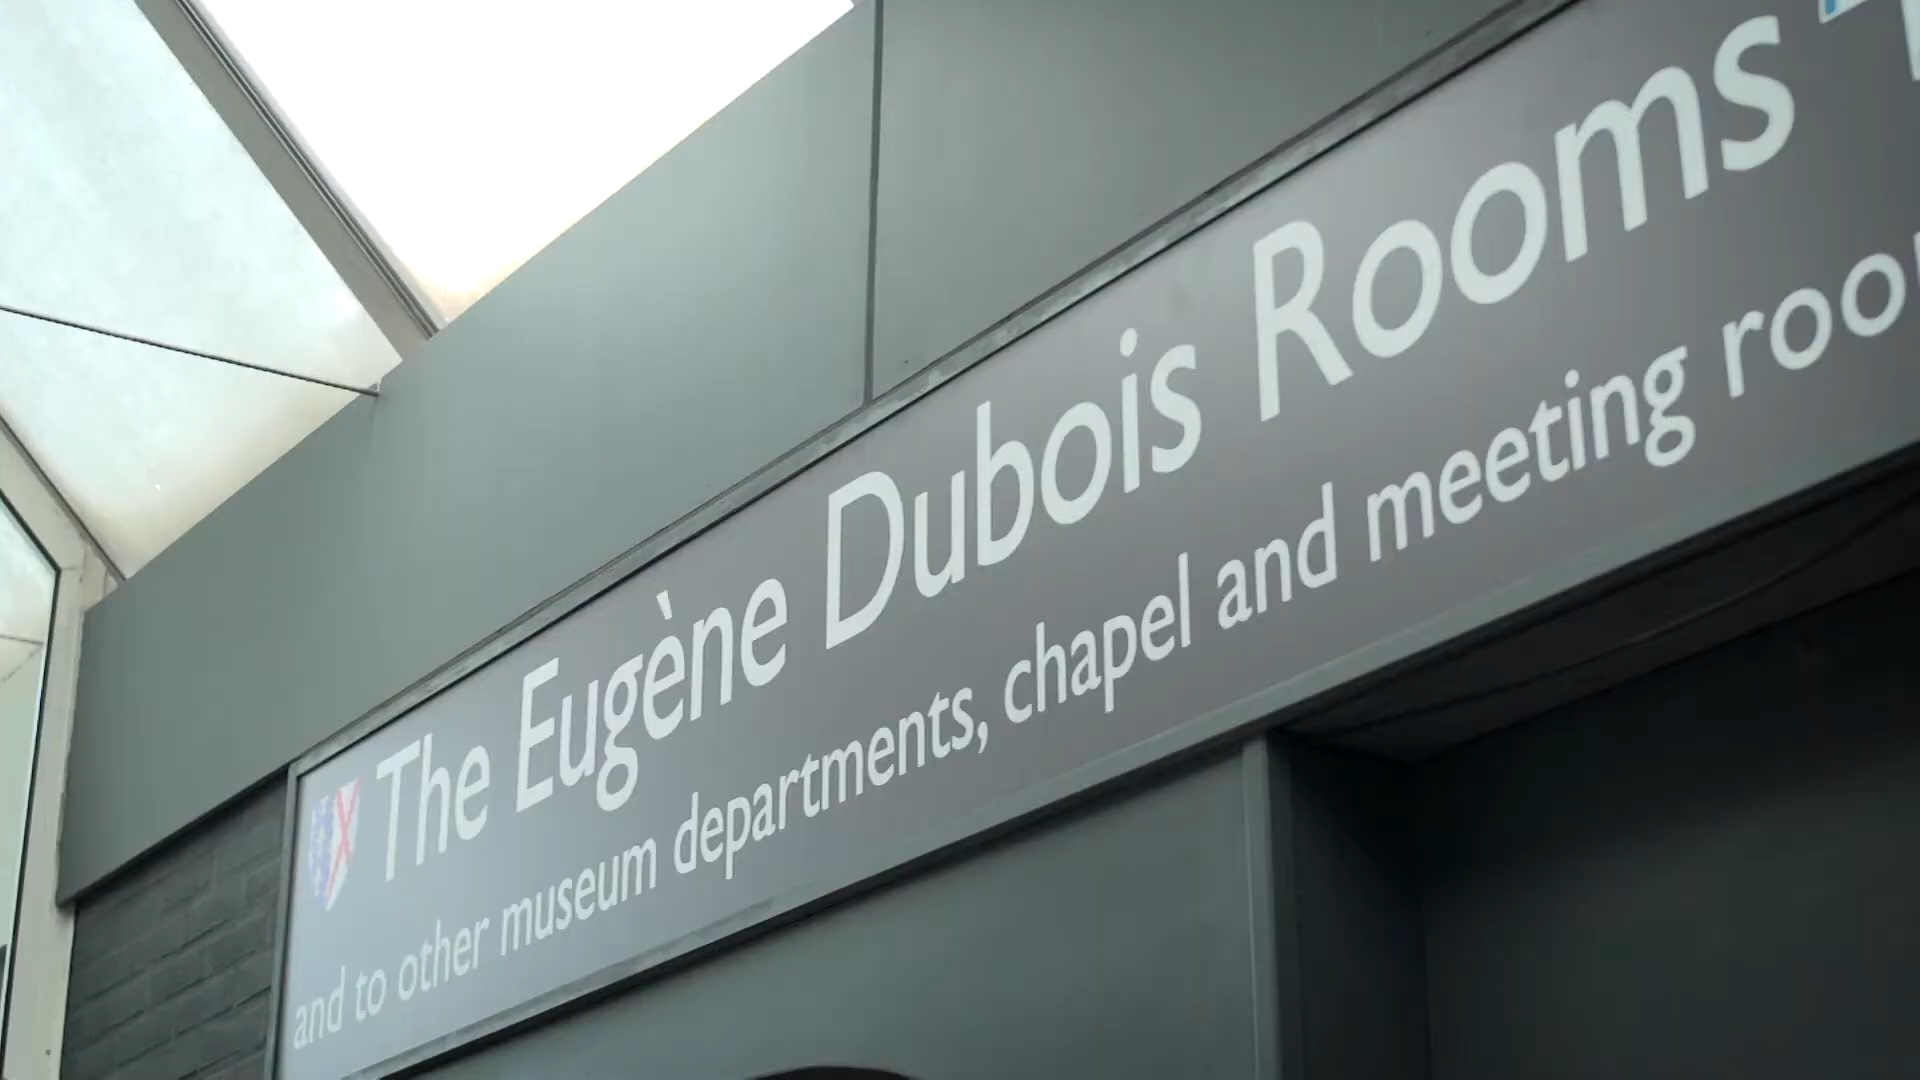 The Eugène Dubois Rooms
and to other museum departments, chapel and meeting